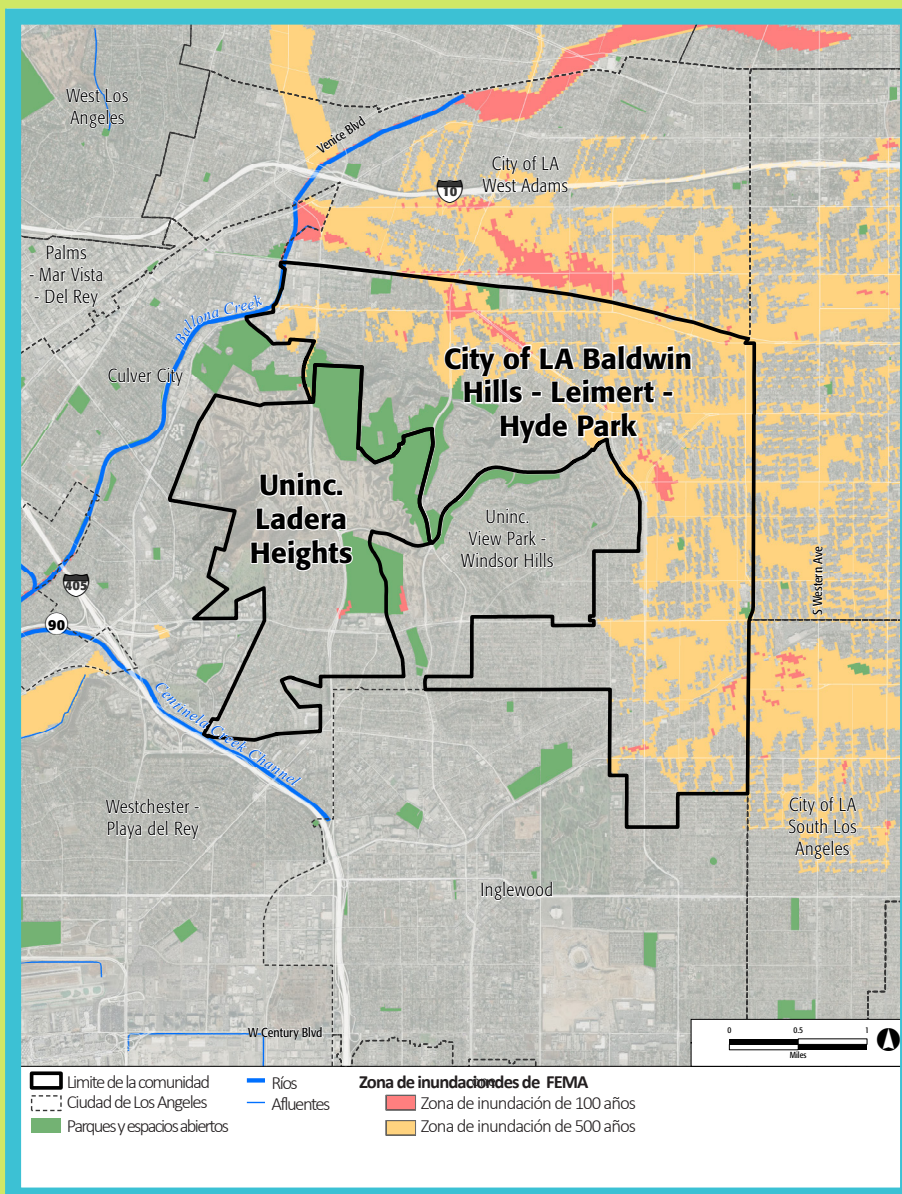 West Los
Angeles
Venice Blvd
City of LA
West Adams
10
Palms
- Mar Vista
- Del Rey
Ballona Creek
Culver City
City of LA Baldwin
Hills - Leimert -
Hyde Park
Uninc.
Ladera
Heights
Uninc.
View Park -
Windsor Hills
S Western Ave
405
90
Centinela Creek Channel
Westchester -
Playa del Rey
City of LA
South Los
Angeles
Inglewood
W Century Blvd
0 0.5 1
Miles
Limite de la comunidad
Ciudad de Los Angeles
Parques y espacios abiertos
Ríos
Afluentes
Zona de inundaciondes de FEMA
Zona de inundación de 100 años
Zona de inundación de 500 años